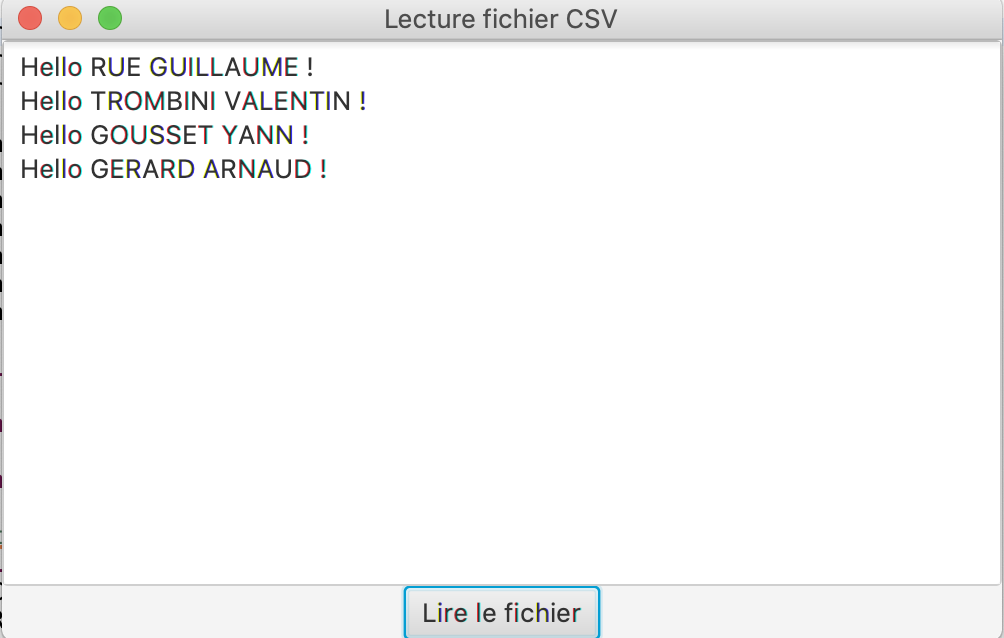 Lecture fichier CSV
Hello RUE GUILLAUME !
Hello TROMBINI VALENTIN !
Hello GOUSSET YANN !
Hello GERARD ARNAUD !
Lire le fichier